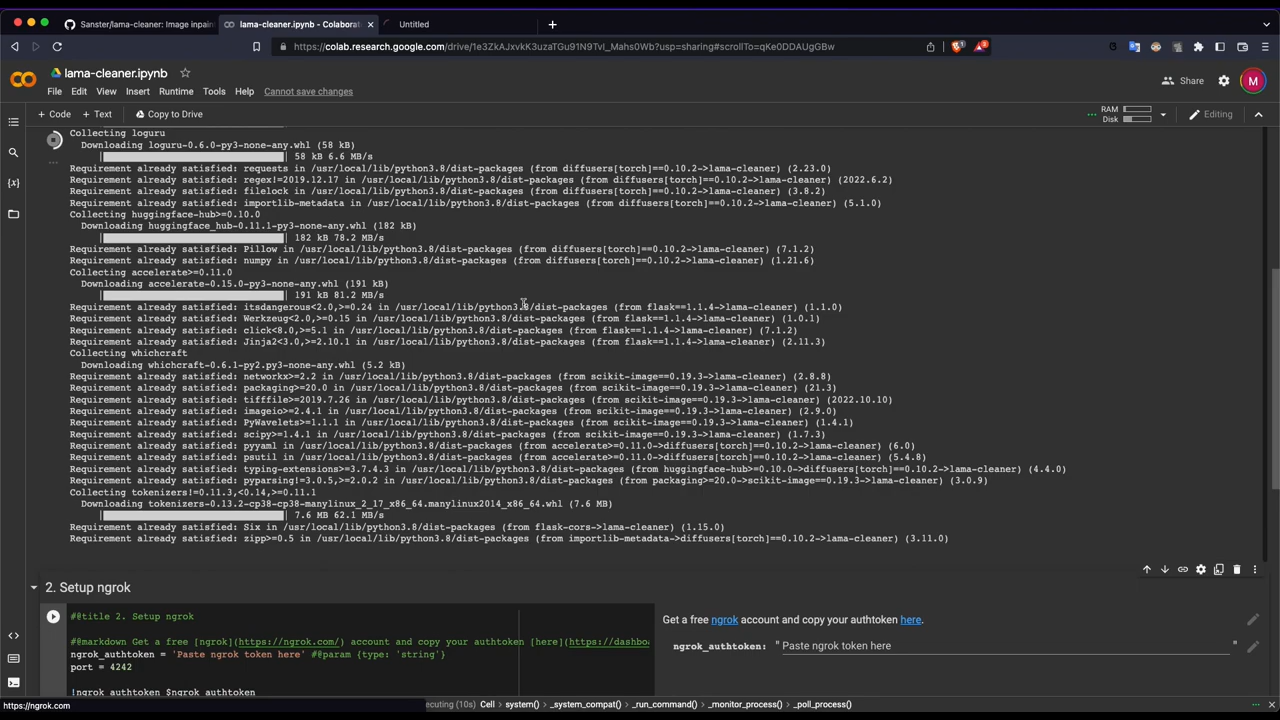 Sanster/lama-cleaner: Image inpain
lama-cleaner.ipynb - Colaborat
Untitled
https://colab.research.google.com/drive/1e3ZkAJxvkK3uzaTGu91N9TvI_Mahs0Wb?usp=sharing#scrollTo=qKe0DDAUgGBw
lama-cleaner.ipynb
Share
M
File Edit View Insert Runtime Tools Help Cannot save changes
+ Code + Text Copy to Drive
RAM
Disk
Editing
Collecting loguru
Downloading loguru-0.6.0-py3-none-any.whl (58 kB)
58 kB 6.6 MB/s
Requirement already satisfied: requests in /usr/local/lib/python3.8/dist-packages (from diffusers[torch]==0.10.2->lama-cleaner) (2.23.0)
Requirement already satisfied: regex!=2019.12.17 in /usr/local/lib/python3.8/dist-packages (from diffusers[torch]==0.10.2->lama-cleaner) (2022.6.2)
Requirement already satisfied: filelock in /usr/local/lib/python3.8/dist-packages (from diffusers[torch]==0.10.2->lama-cleaner) (3.8.2)
Requirement already satisfied: importlib-metadata in /usr/local/lib/python3.8/dist-packages (from diffusers[torch]==0.10.2->lama-cleaner) (5.1.0)
Collecting huggingface-hub>=0.10.0
Downloading huggingface_hub-0.11.1-py3-none-any.whl (182 kB)
182 kB 78.2 MB/s
Requirement already satisfied: Pillow in /usr/local/lib/python3.8/dist-packages (from diffusers[torch]==0.10.2->lama-cleaner) (7.1.2)
Requirement already satisfied: numpy in /usr/local/lib/python3.8/dist-packages (from diffusers[torch]==0.10.2->lama-cleaner) (1.21.6)
Collecting accelerate>=0.11.0
Downloading accelerate-0.15.0-py3-none-any.whl (191 kB)
191 kB 81.2 MB/s
Requirement already satisfied: itsdangerous<2.0,>=0.24 in /usr/local/lib/python3.8/dist-packages (from flask==1.1.4->lama-cleaner) (1.1.0)
Requirement already satisfied: Werkzeug<2.0,>=0.15 in /usr/local/lib/python3.8/dist-packages (from flask==1.1.4->lama-cleaner) (1.0.1)
Requirement already satisfied: click<8.0,>=5.1 in /usr/local/lib/python3.8/dist-packages (from flask==1.1.4->lama-cleaner) (7.1.2)
Requirement already satisfied: Jinja2<3.0,>=2.10.1 in /usr/local/lib/python3.8/dist-packages (from flask==1.1.4->lama-cleaner) (2.11.3)
Collecting whichcraft
Downloading whichcraft-0.6.1-py2.py3-none-any.whl (5.2 kB)
Requirement already satisfied: networkx>=2.2 in /usr/local/lib/python3.8/dist-packages (from scikit-image==0.19.3->lama-cleaner) (2.8.8)
Requirement already satisfied: packaging>=20.0 in /usr/local/lib/python3.8/dist-packages (from scikit-image==0.19.3->lama-cleaner) (21.3)
Requirement already satisfied: tifffile>=2019.7.26 in /usr/local/lib/python3.8/dist-packages (from scikit-image==0.19.3->lama-cleaner) (2022.10.10)
Requirement already satisfied: imageio>=2.4.1 in /usr/local/lib/python3.8/dist-packages (from scikit-image==0.19.3->lama-cleaner) (2.9.0)
Requirement already satisfied: PyWavelets>=1.1.1 in /usr/local/lib/python3.8/dist-packages (from scikit-image==0.19.3->lama-cleaner) (1.4.1)
Requirement already satisfied: scipy>=1.4.1 in /usr/local/lib/python3.8/dist-packages (from scikit-image==0.19.3->lama-cleaner) (1.7.3)
Requirement already satisfied: pyyaml in /usr/local/lib/python3.8/dist-packages (from accelerate>=0.11.0->diffusers[torch]==0.10.2->lama-cleaner) (6.0)
Requirement already satisfied: psutil in /usr/local/lib/python3.8/dist-packages (from accelerate>=0.11.0->diffusers[torch]==0.10.2->lama-cleaner) (5.4.8)
Requirement already satisfied: typing-extensions>=3.7.4.3 in /usr/local/lib/python3.8/dist-packages (from huggingface-hub>=0.10.0->diffusers[torch]==0.10.2->lama-cleaner) (4.4.0)
Requirement already satisfied: pyparsing!=3.0.5,>=2.0.2 in /usr/local/lib/python3.8/dist-packages (from packaging>=20.0->scikit-image==0.19.3->lama-cleaner) (3.0.9)
Collecting tokenizers!=0.11.3,<0.14,>=0.11.1
Downloading tokenizers-0.13.2-cp38-cp38-manylinux_2_17_x86_64.manylinux2014_x86_64.whl (7.6 MB)
7.6 MB 62.1 MB/s
Requirement already satisfied: Six in /usr/local/lib/python3.8/dist-packages (from flask-cors->lama-cleaner) (1.15.0)
Requirement already satisfied: zipp>=0.5 in /usr/local/lib/python3.8/dist-packages (from importlib-metadata->diffusers[torch]==0.10.2->lama-cleaner) (3.11.0)
2. Setup ngrok
#@title 2. Setup ngrok
#@markdown Get a free [ngrok](https://ngrok.com/) account and copy your authtoken [here](https://dashbo
ngrok_authtoken = 'Paste ngrok token here' #@param {type: 'string'}
port = 4242
!ngrok authtoken $ngrok_authtoken
Get a free ngrok account and copy your authtoken here.
ngrok_authtoken: " Paste ngrok token here "
https://ngrok.com
ecuting (10s) Cell > system() > _system_compat() > _run_command() > _monitor_process() > _poll_process()